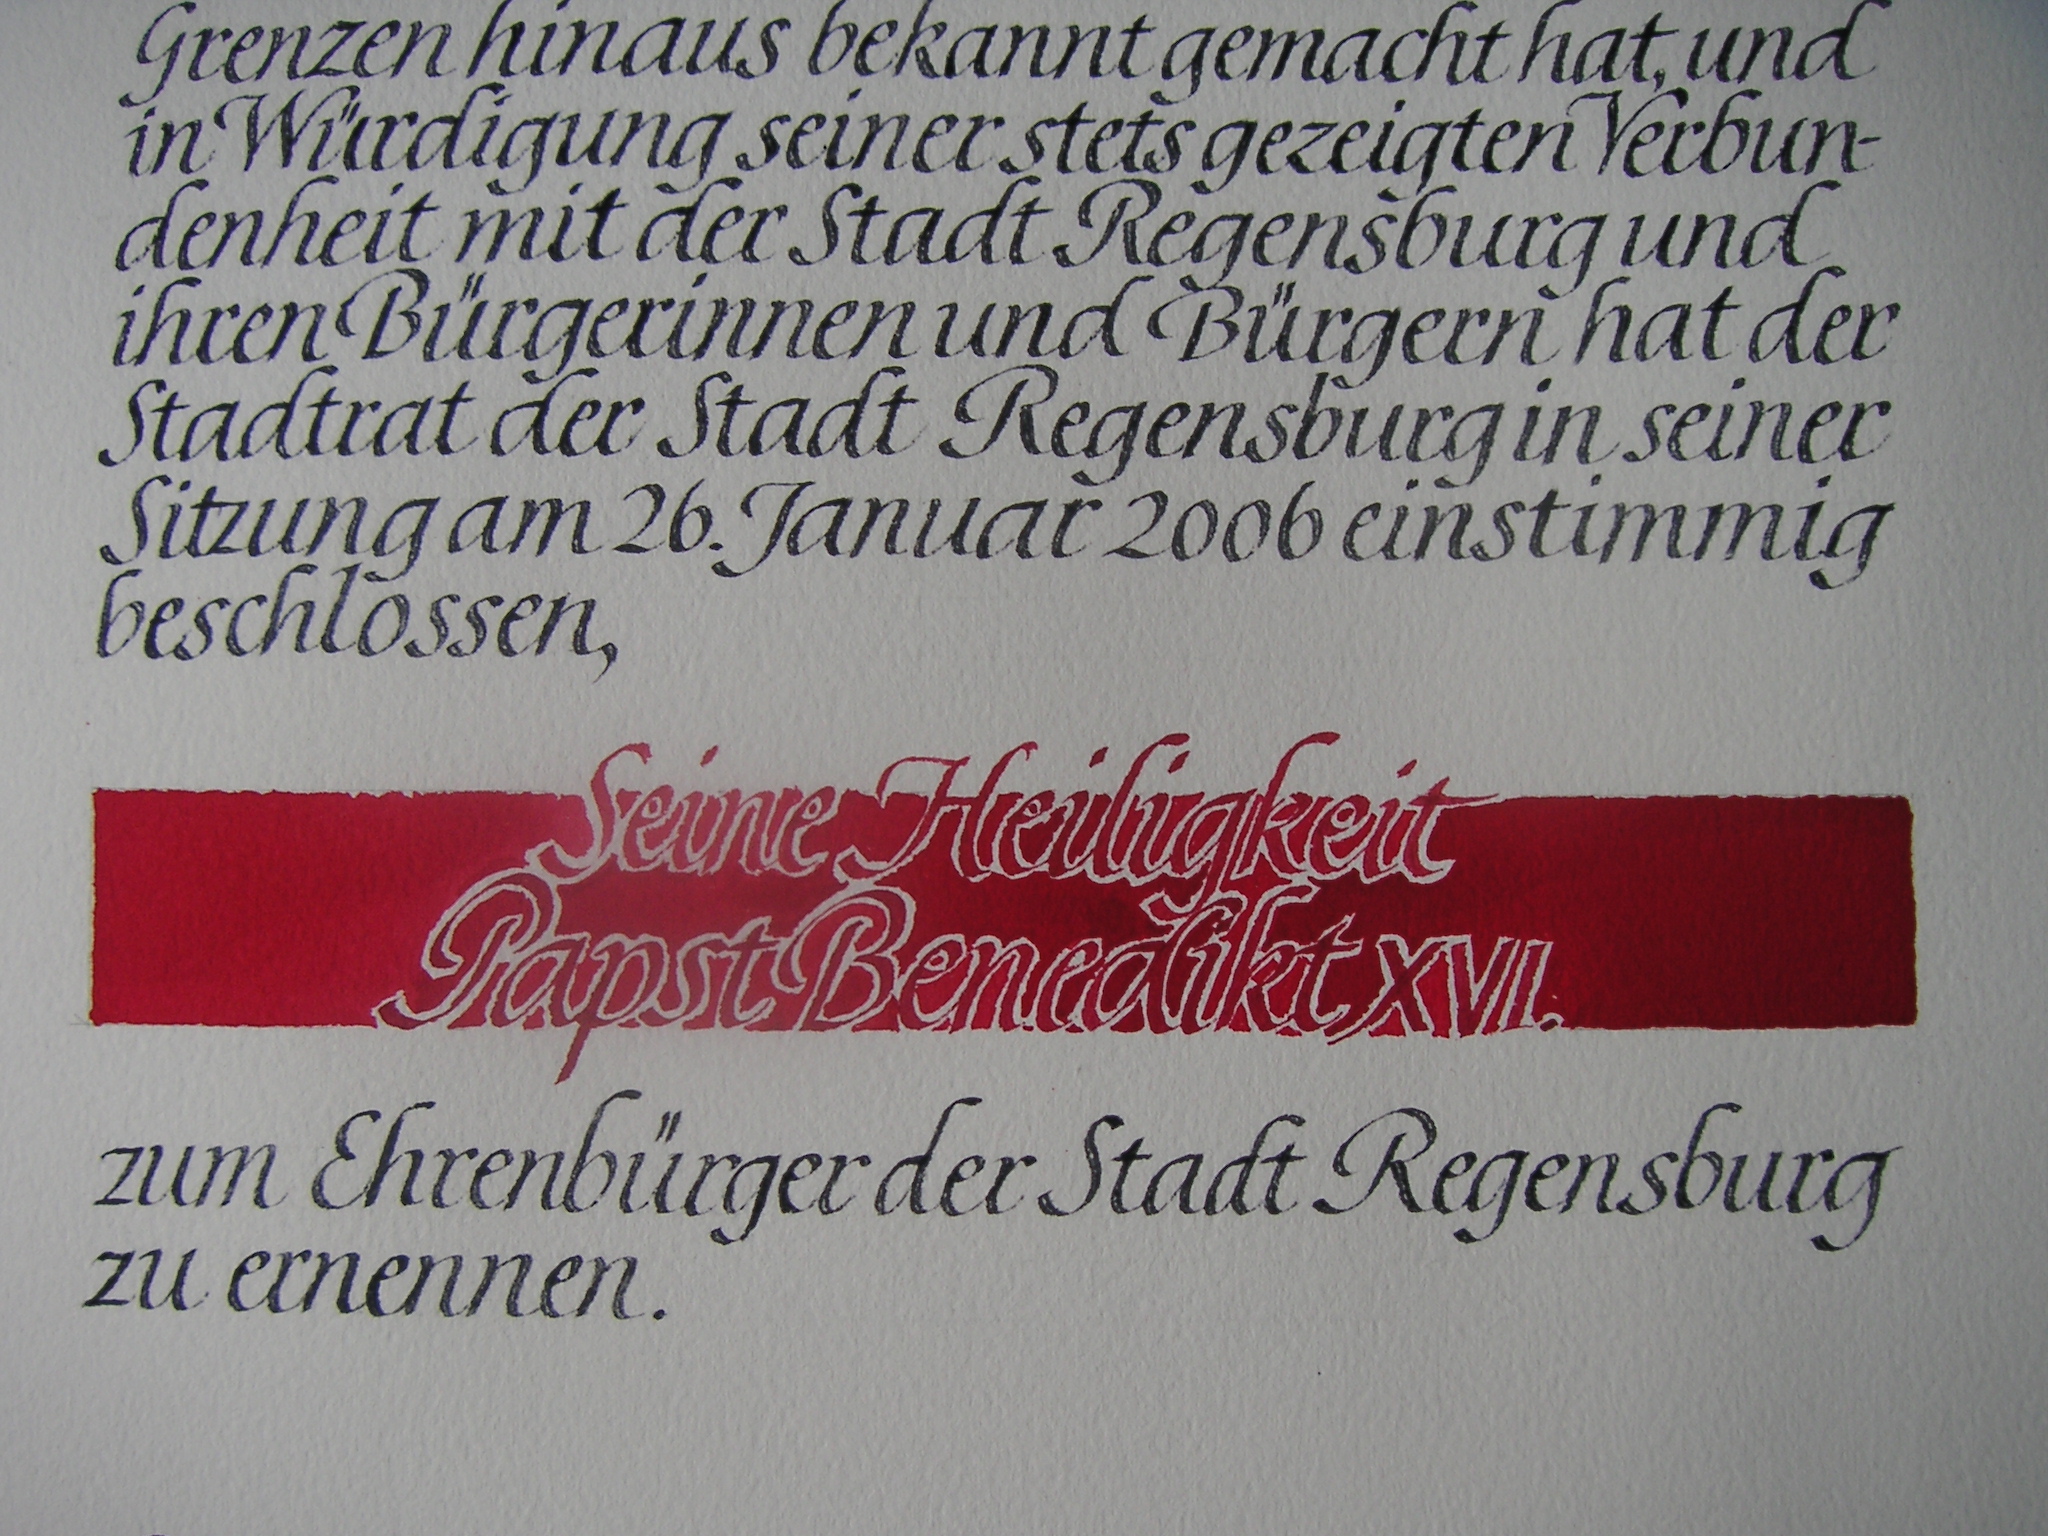 Grenzen hinaus bekannt gemacht hat, und
in Würdigung seiner stets gezeigten Verbun-
denheit mit der Stadt Regensburg und
ihren Bürgerinnen und Bürgern hat der
Stadtrat der Stadt Regensburg in seiner
Sitzung am 26. Januar 2006 einstimmig
beschlossen,
Seine Heiligkeit
Papst Benedikt XVI.
zum Ehrenbürger der Stadt Regensburg
zu ernennen.